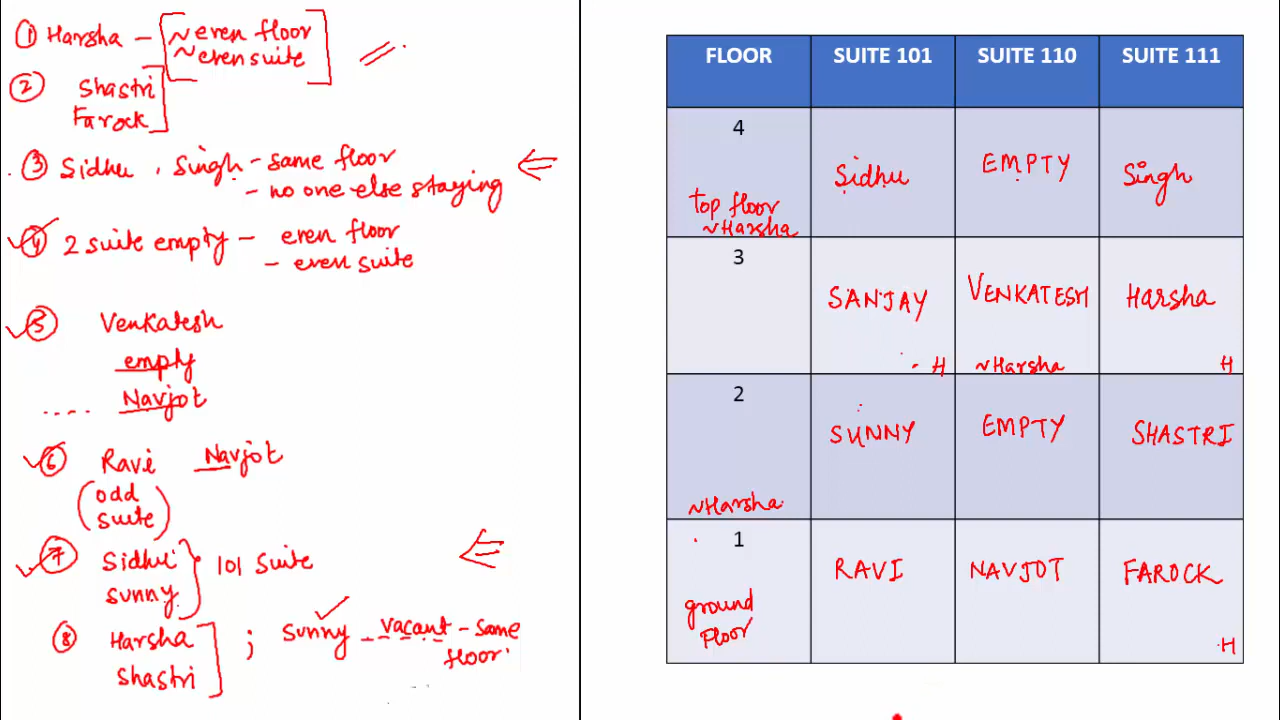 ① Harsha - ~ even floor
~ even suite
② Shastri
Farock
③ Sidhu , Singh - same floor
- no one else staying
④ 2 suite empty - even floor
- even suite
⑤ Venkatesh
empty
.... Navjot
⑥ Ravi Navjot
(odd suite)
⑦ Sidhu
sunny } 101 suite
⑧ Harsha
Shastri ] ; Sunny - vacant - same floor
FLOOR SUITE 101 SUITE 110 SUITE 111
4 Sidhu EMPTY Singh
top floor
~Harsha
3 SANJAY VENKATESH Harsha
H ~Harsha H
2 SUNNY EMPTY SHASTRI
~Harsha
1 RAVI NAVJOT FAROCK
ground
floor
H